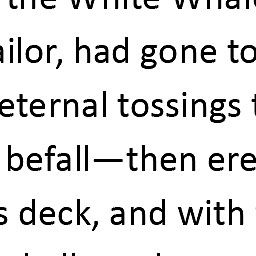 the White Whal
ailor, had gone to
eternal tossings
befall—then ere
s deck, and with